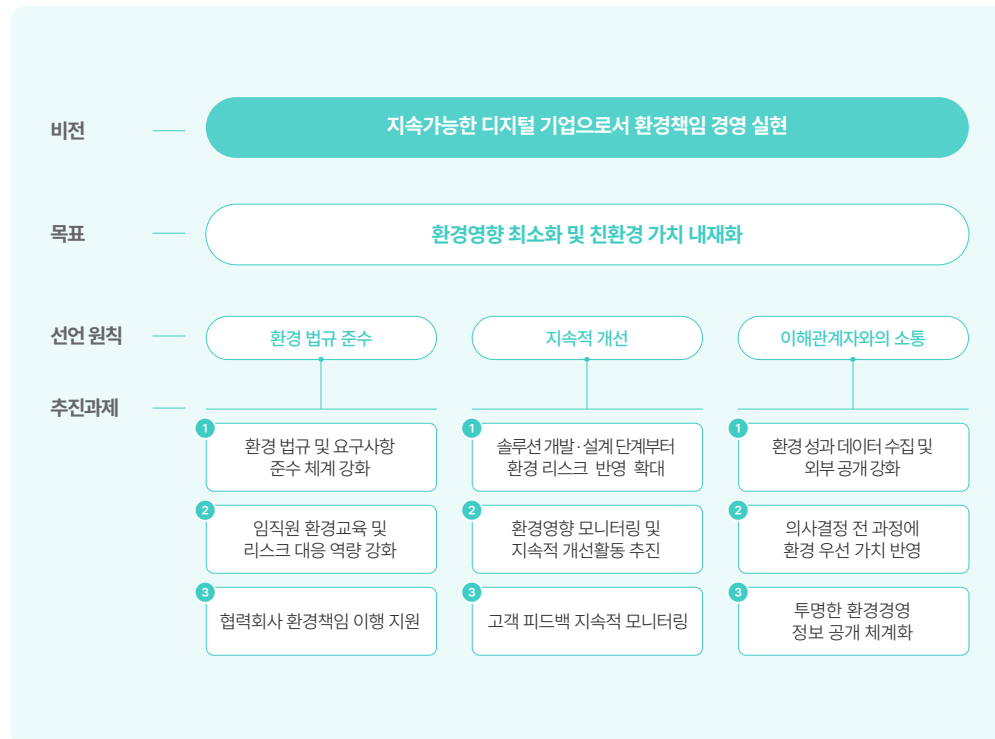 비전
지속가능한 디지털 기업으로서 환경책임 경영 실현
목표
환경영향 최소화 및 친환경 가치 내재화
선언 원칙
환경 법규 준수
지속적 개선
이해관계자와의 소통
추진과제
1
환경 법규 및 요구사항
준수 체계 강화
2
임직원 환경교육 및
리스크 대응 역량 강화
3
협력회사 환경책임 이행 지원
1
솔루션 개발·설계 단계부터
환경 리스크 반영 확대
2
환경영향 모니터링 및
지속적 개선활동 추진
3
고객 피드백 지속적 모니터링
1
환경 성과 데이터 수집 및
외부 공개 강화
2
의사결정 전 과정에
환경 우선 가치 반영
3
투명한 환경경영
정보 공개 체계화